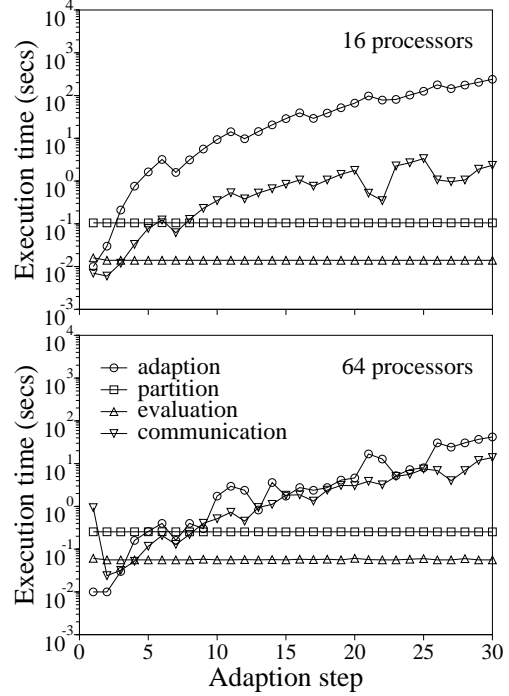 16 processors
Execution time (secs)
10^4
10^3
10^2
10^1
10^0
10^-1
10^-2
10^-3
64 processors
adaption
partition
evaluation
communication
Execution time (secs)
10^4
10^3
10^2
10^1
10^0
10^-1
10^-2
10^-3
0 5 10 15 20 25 30
Adaption step